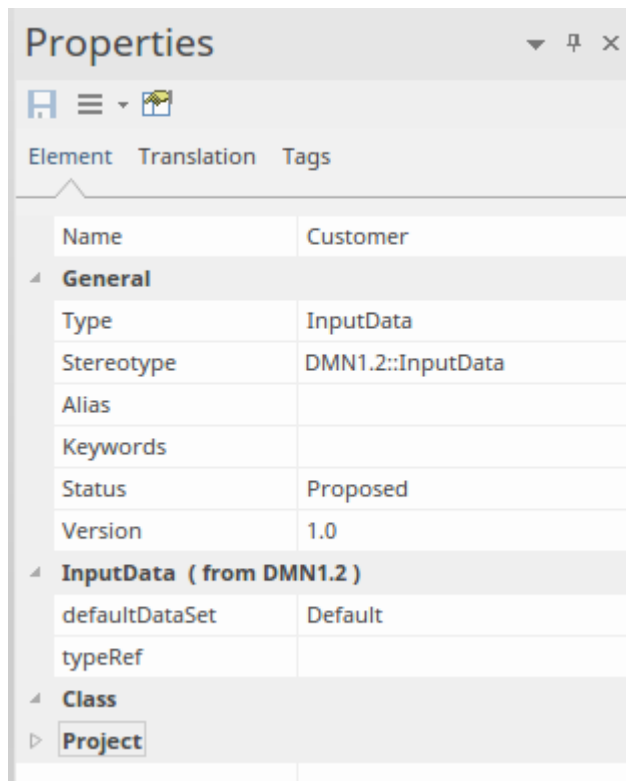 Properties
Element Translation Tags
Name Customer
General
Type InputData
Stereotype DMN1.2::InputData
Alias
Keywords
Status Proposed
Version 1.0
InputData ( from DMN1.2 )
defaultDataSet Default
typeRef
Class
Project